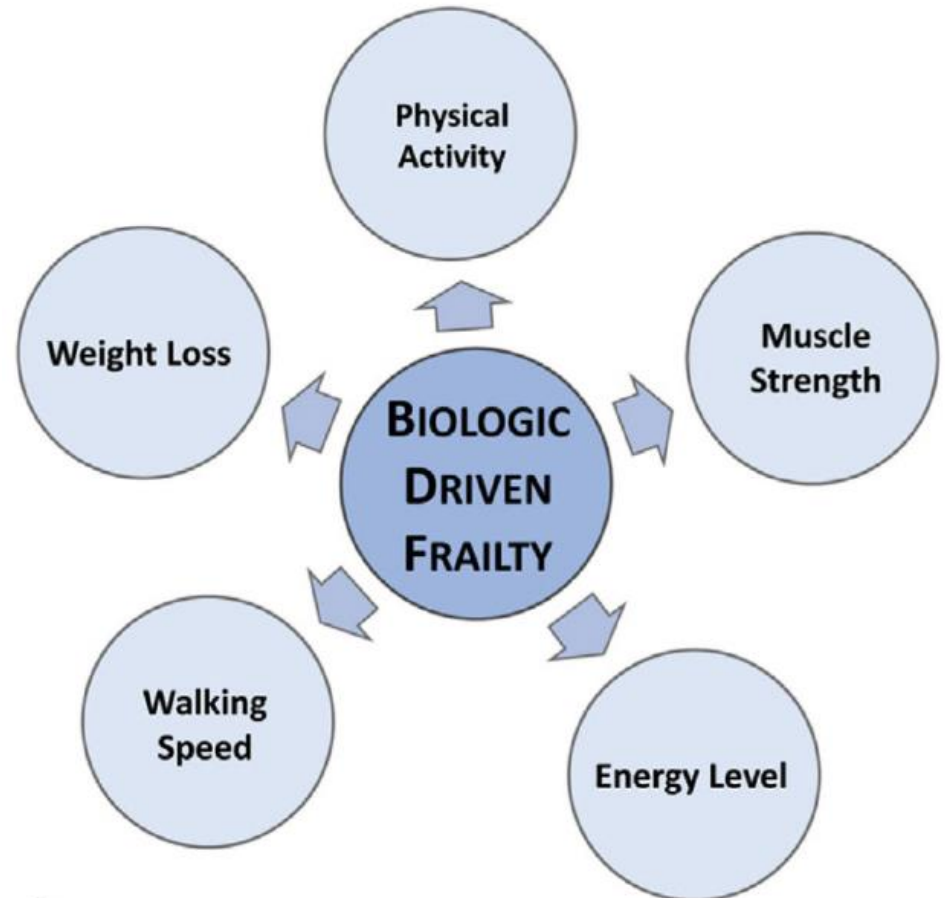 Physical
Activity
Muscle
Strength
Weight Loss
BIOLOGIC
DRIVEN
FRAILTY
Walking
Speed
Energy Level